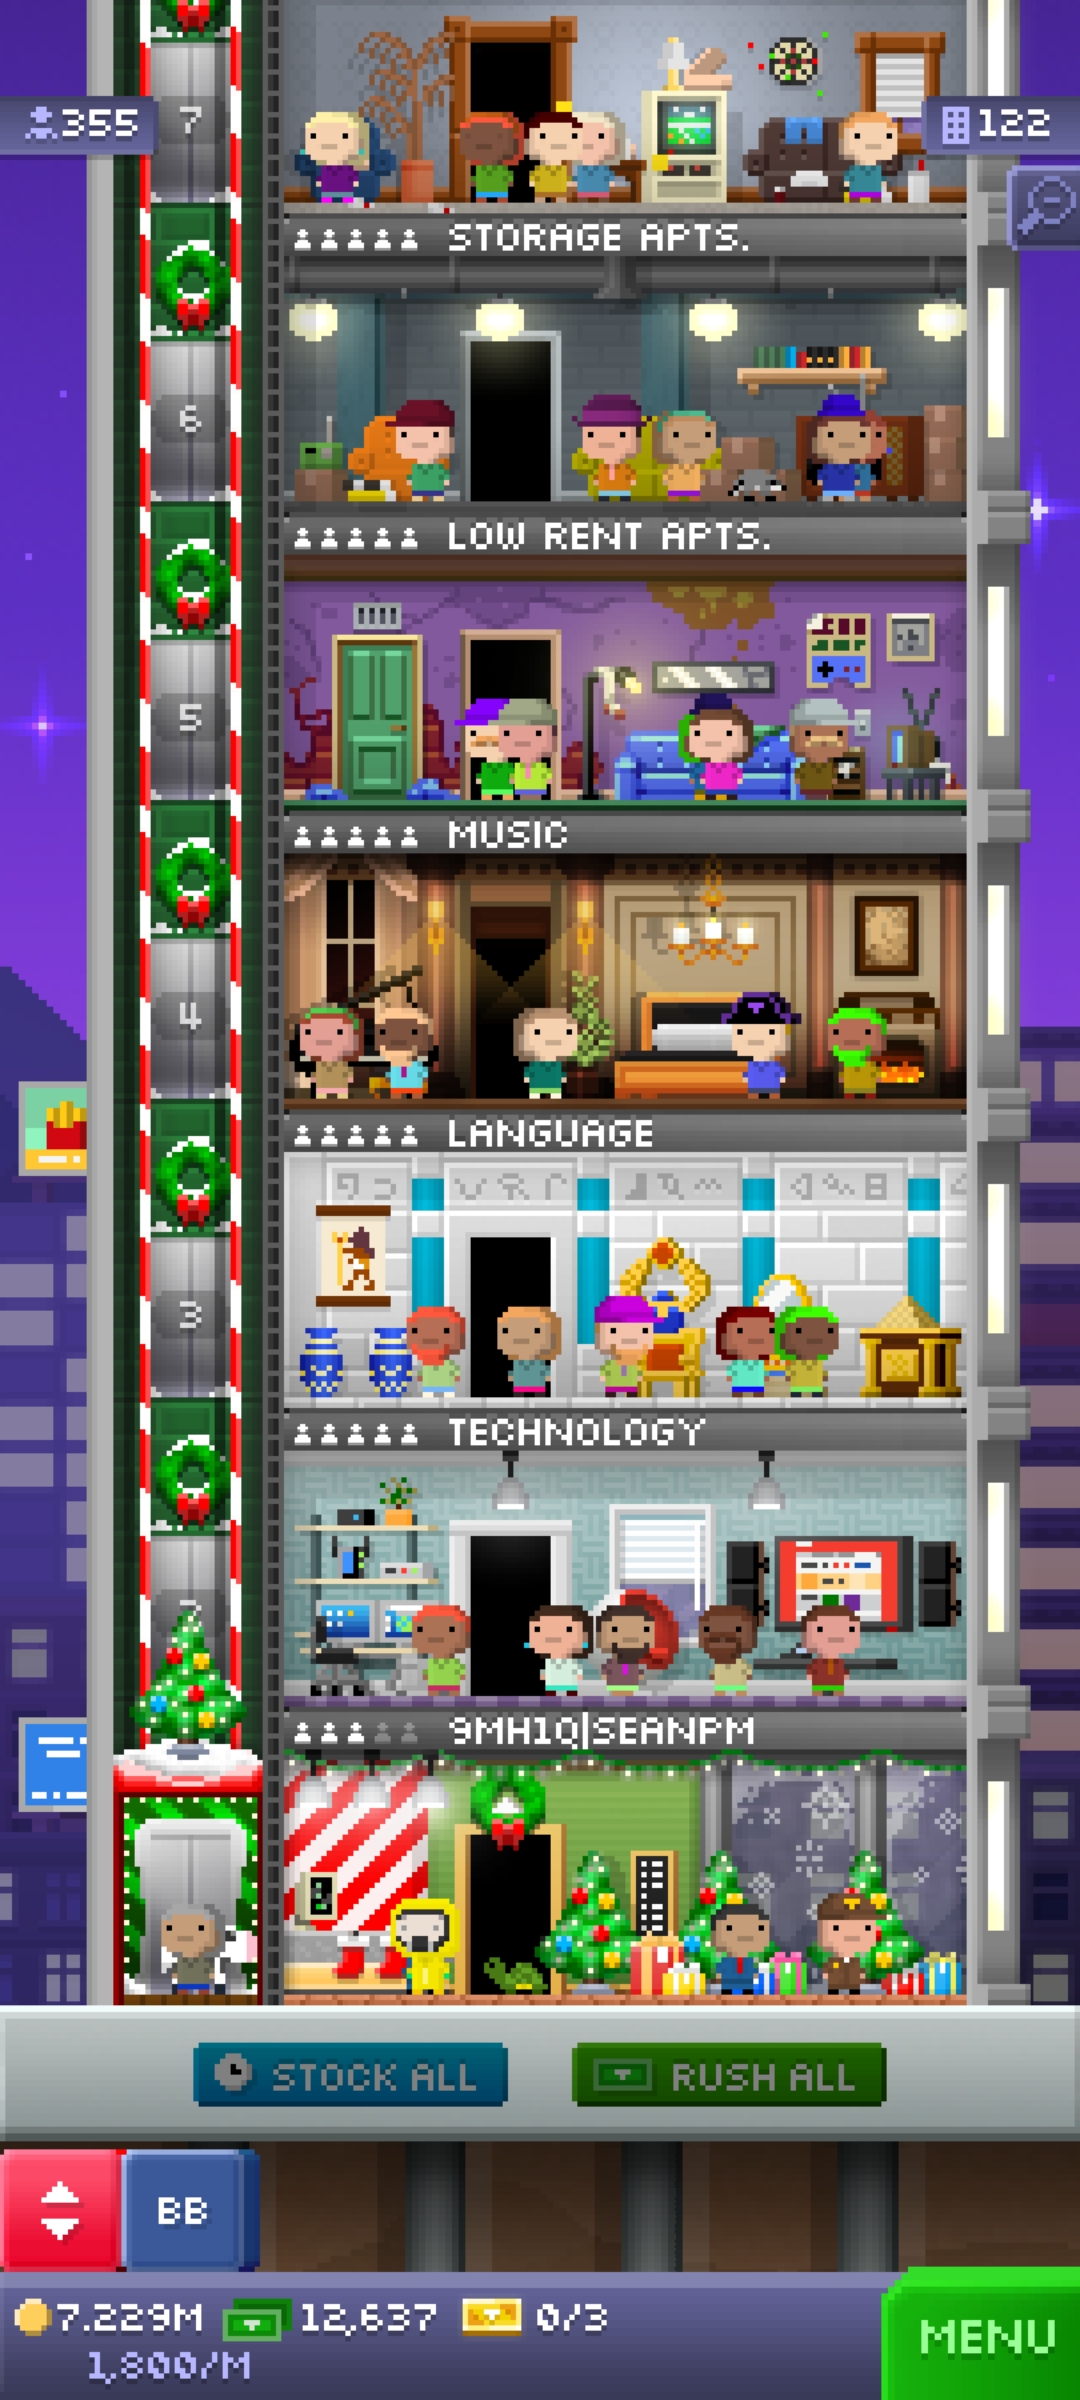 7
355
122
STORAGE APTS.
6
LOW RENT APTS.
5
MUSIC
4
LANGUAGE
3
TECHNOLOGY
9MH1Q|SEANPM
STOCK ALL
RUSH ALL
BB
7.229M
12,637
0/3
1,800/M
MENU